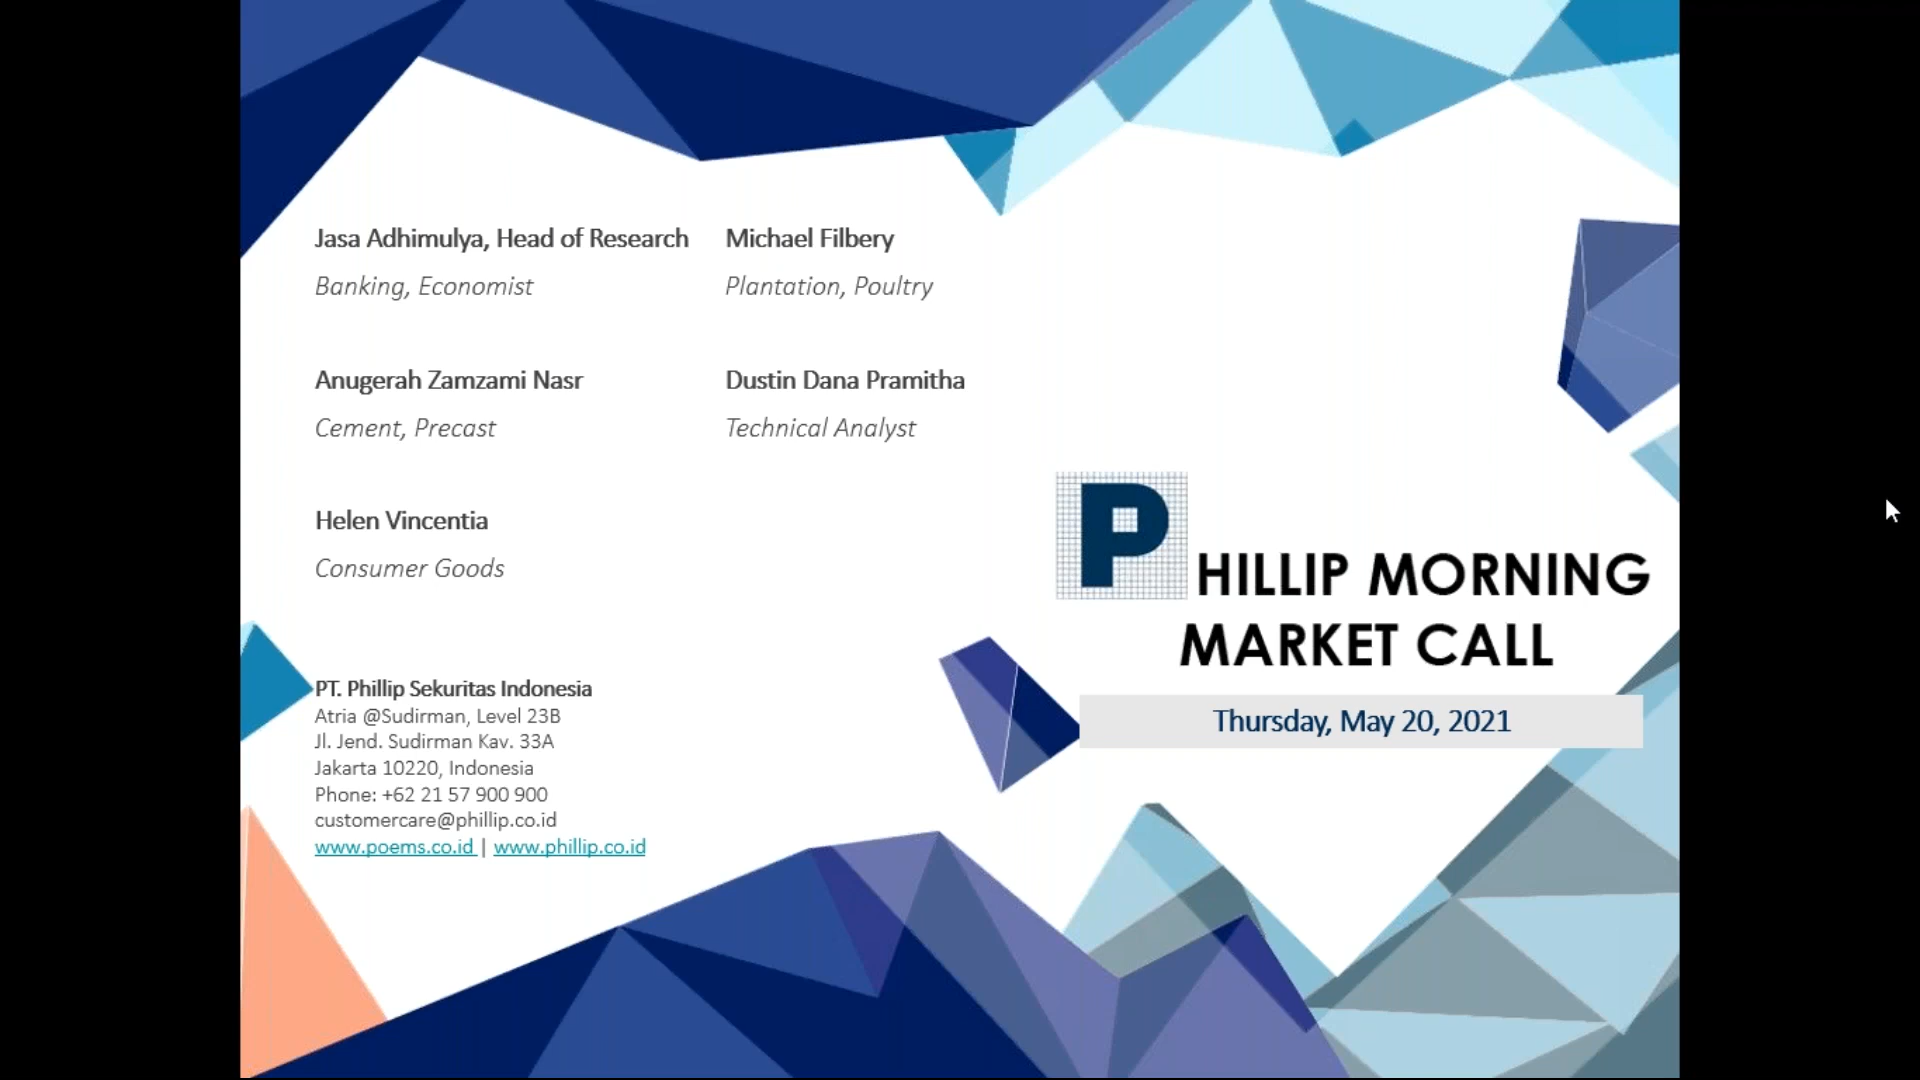 Jasa Adhimulya, Head of Research
Banking, Economist
Anugerah Zamzami Nasr
Cement, Precast
Helen Vincentia
Consumer Goods
Michael Filbery
Plantation, Poultry
Dustin Dana Pramitha
Technical Analyst
PT. Phillip Sekuritas Indonesia
Atria @Sudirman, Level 23B
Jl. Jend. Sudirman Kav. 33A
Jakarta 10220, Indonesia
Phone: +62 21 57 900 900
customercare@phillip.co.id
www.poems.co.id | www.phillip.co.id
PHILLIP MORNING
MARKET CALL
Thursday, May 20, 2021